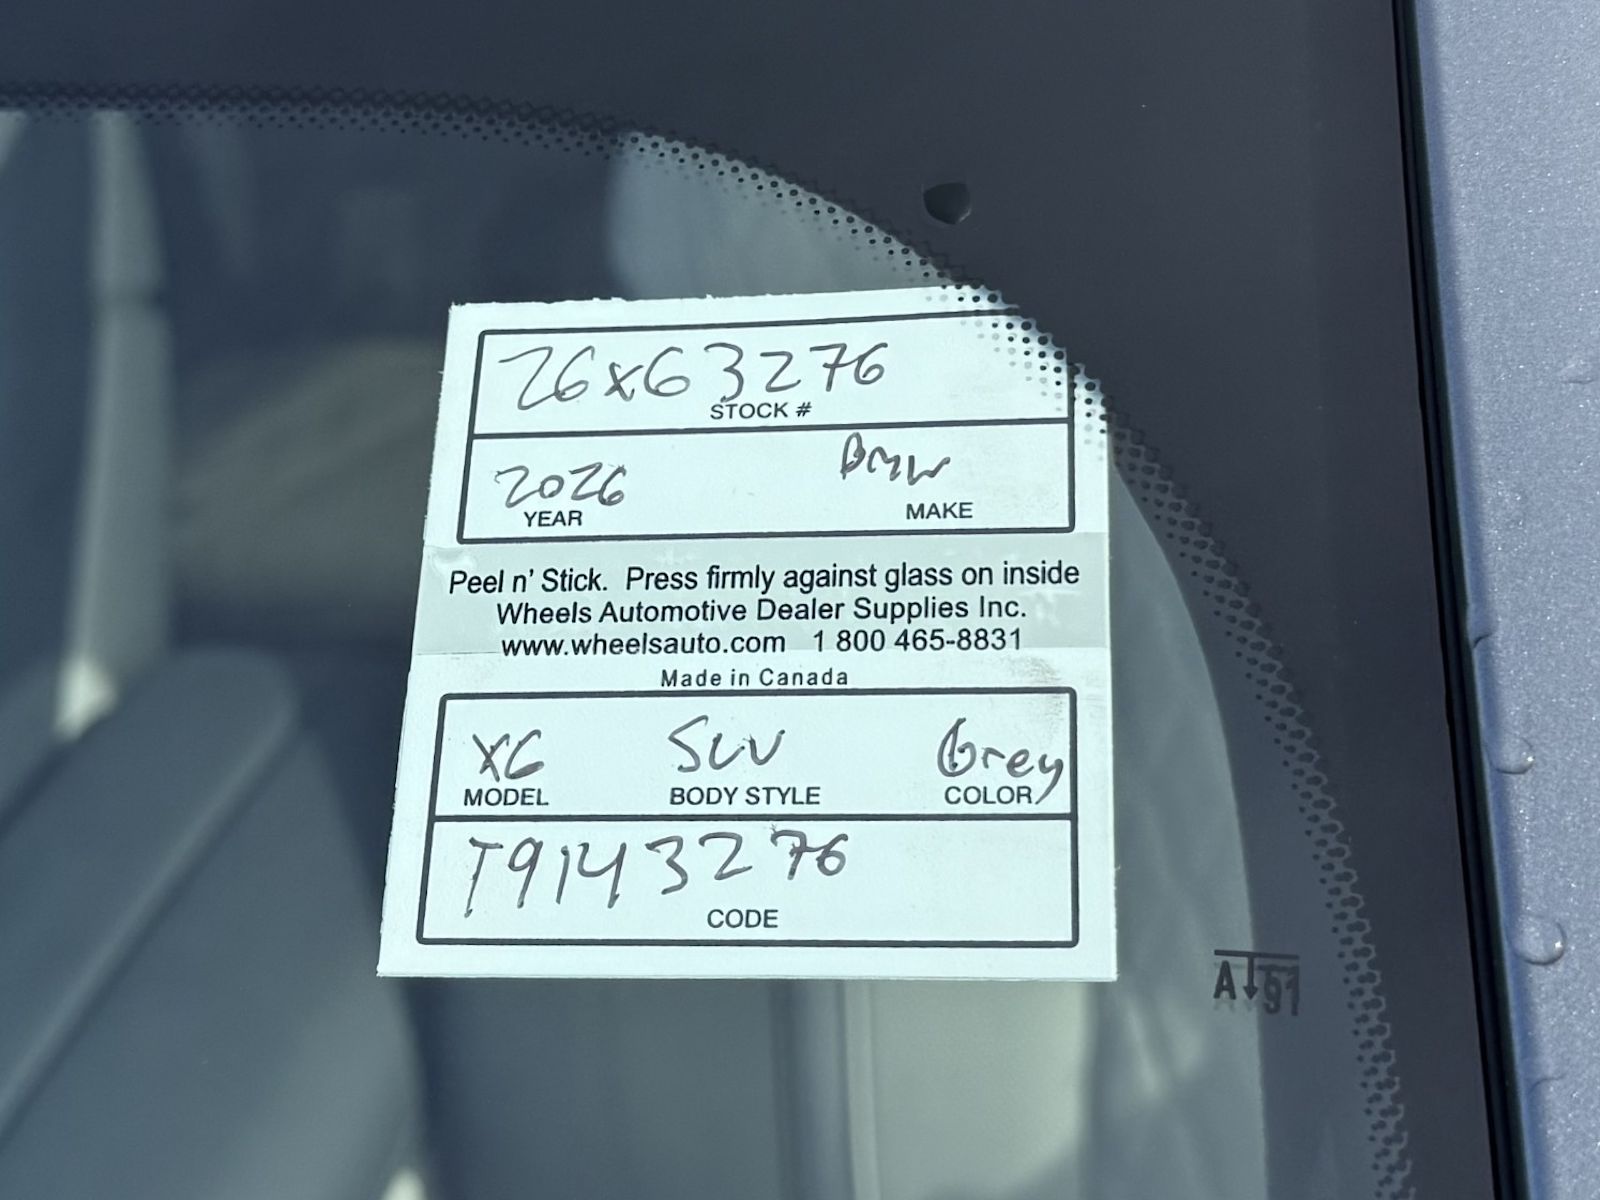 26x63276
STOCK #
2026 BMW
YEAR MAKE
Peel n' Stick. Press firmly against glass on inside
Wheels Automotive Dealer Supplies Inc.
www.wheelsauto.com 1 800 465-8831
Made in Canada
X6 SUV Grey
MODEL BODY STYLE COLOR
T9143276
CODE
A↓91